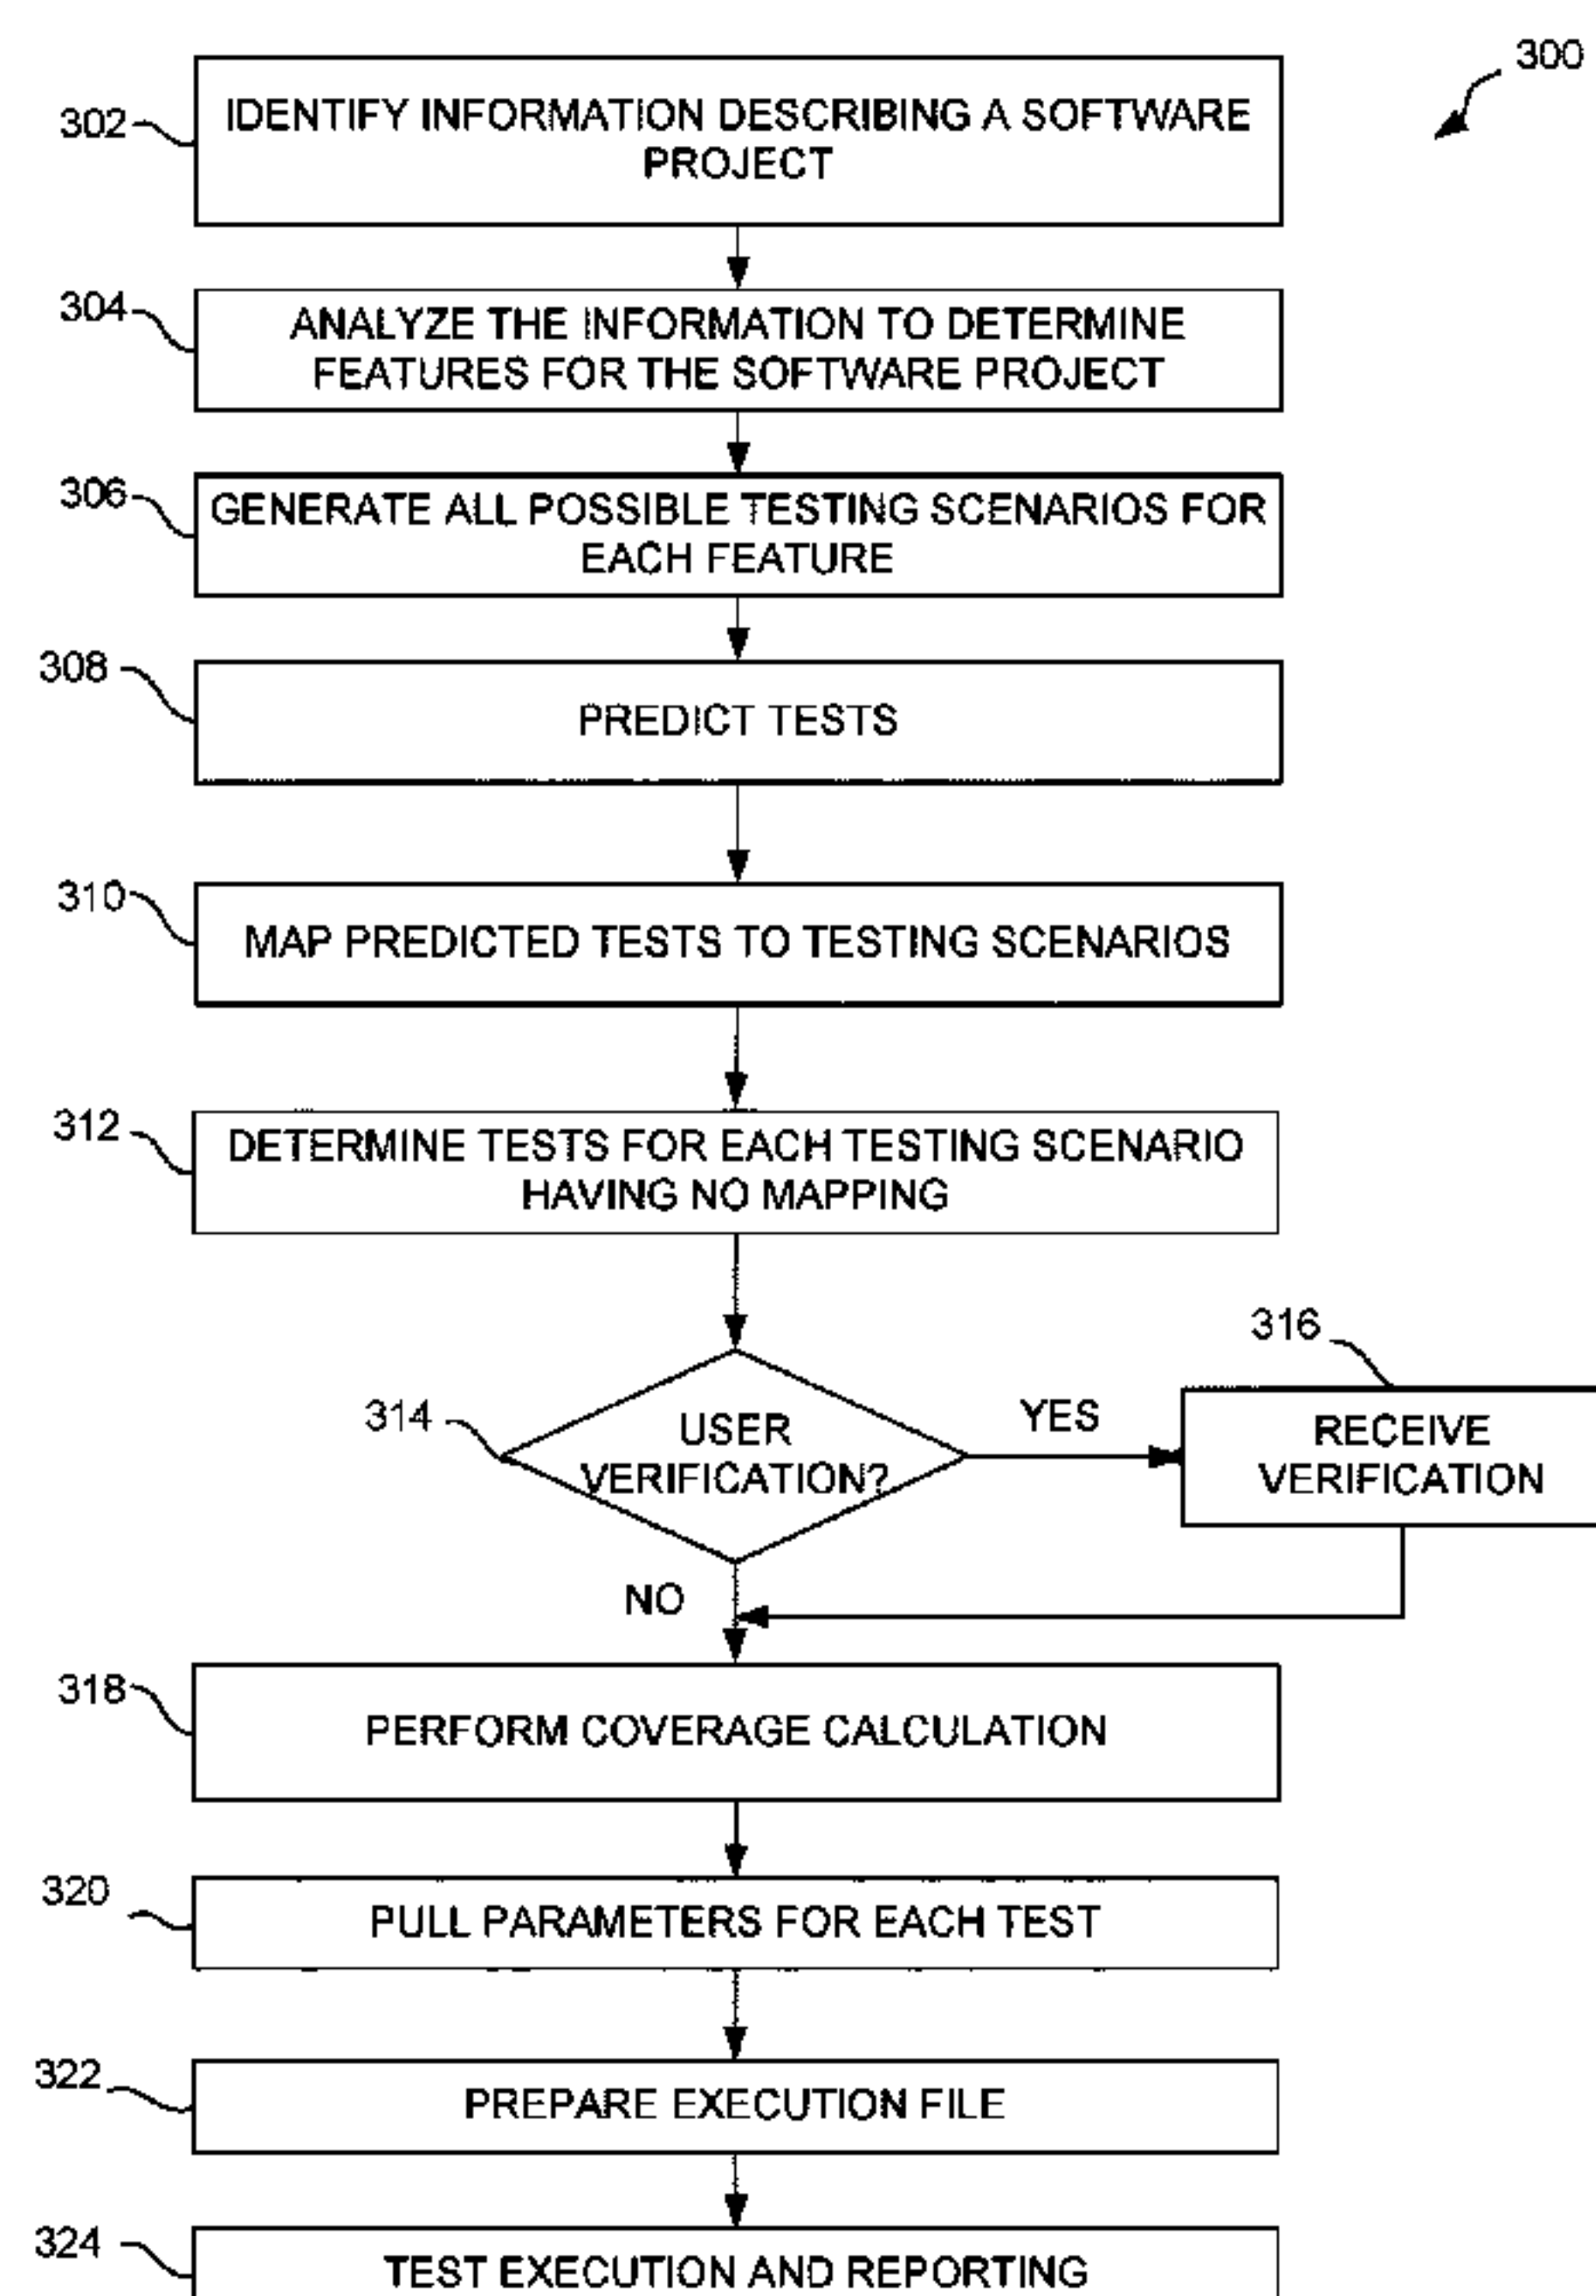 300
302
IDENTIFY INFORMATION DESCRIBING A SOFTWARE
PROJECT
304
ANALYZE THE INFORMATION TO DETERMINE
FEATURES FOR THE SOFTWARE PROJECT
306
GENERATE ALL POSSIBLE TESTING SCENARIOS FOR
EACH FEATURE
308
PREDICT TESTS
310
MAP PREDICTED TESTS TO TESTING SCENARIOS
312
DETERMINE TESTS FOR EACH TESTING SCENARIO
HAVING NO MAPPING
314
USER
VERIFICATION?
YES
316
RECEIVE
VERIFICATION
NO
318
PERFORM COVERAGE CALCULATION
320
PULL PARAMETERS FOR EACH TEST
322
PREPARE EXECUTION FILE
324
TEST EXECUTION AND REPORTING